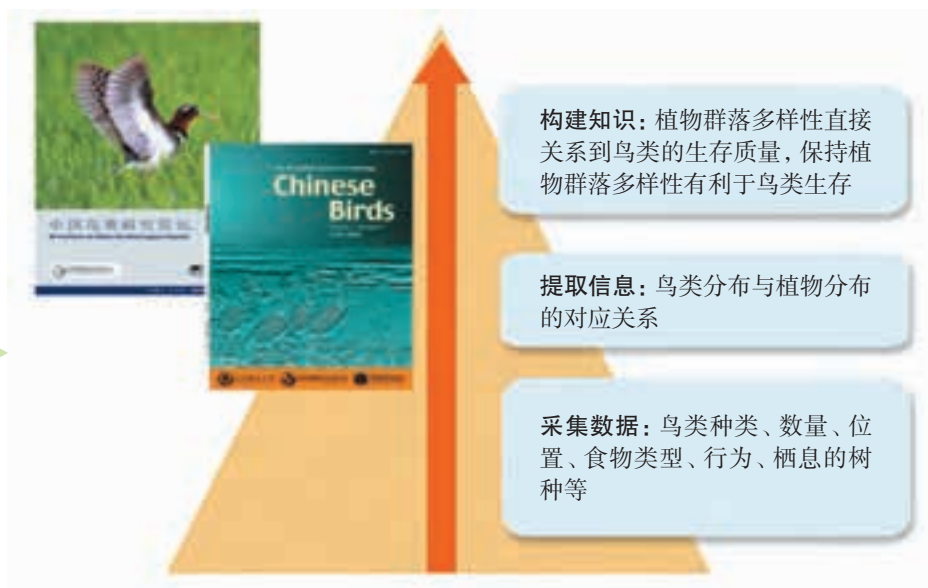 Chinese
Birds
构建知识：植物群落多样性直接
关系到鸟类的生存质量，保持植
物群落多样性有利于鸟类生存
提取信息：鸟类分布与植物分布
的对应关系
采集数据：鸟类种类、数量、位
置、食物类型、行为、栖息的树
种等